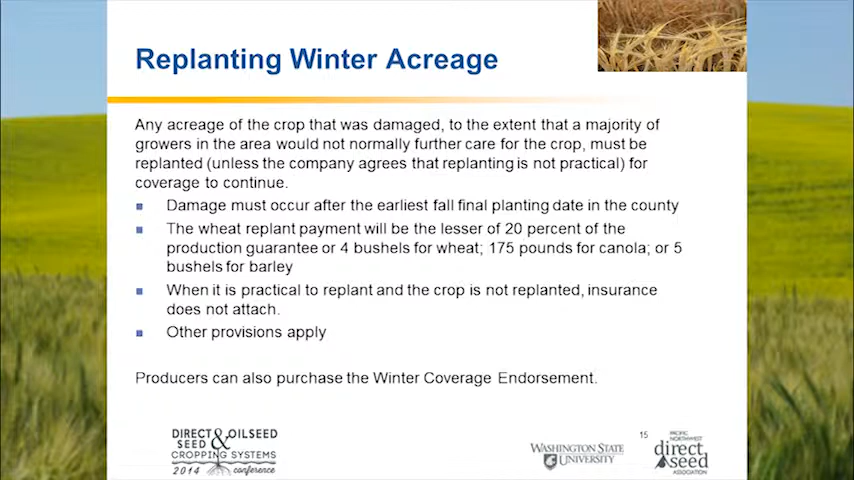 Replanting Winter Acreage
Any acreage of the crop that was damaged, to the extent that a majority of
growers in the area would not normally further care for the crop, must be
replanted (unless the company agrees that replanting is not practical) for
coverage to continue.
Damage must occur after the earliest fall final planting date in the county
The wheat replant payment will be the lesser of 20 percent of the
production guarantee or 4 bushels for wheat; 175 pounds for canola; or 5
bushels for barley
When it is practical to replant and the crop is not replanted, insurance
does not attach.
Other provisions apply
Producers can also purchase the Winter Coverage Endorsement.
DIRECT & OILSEED
SEED
CROPPING SYSTEMS
2014 conference
WASHINGTON STATE
UNIVERSITY
15
PACIFIC
NORTHWEST
direct
seed
ASSOCIATION